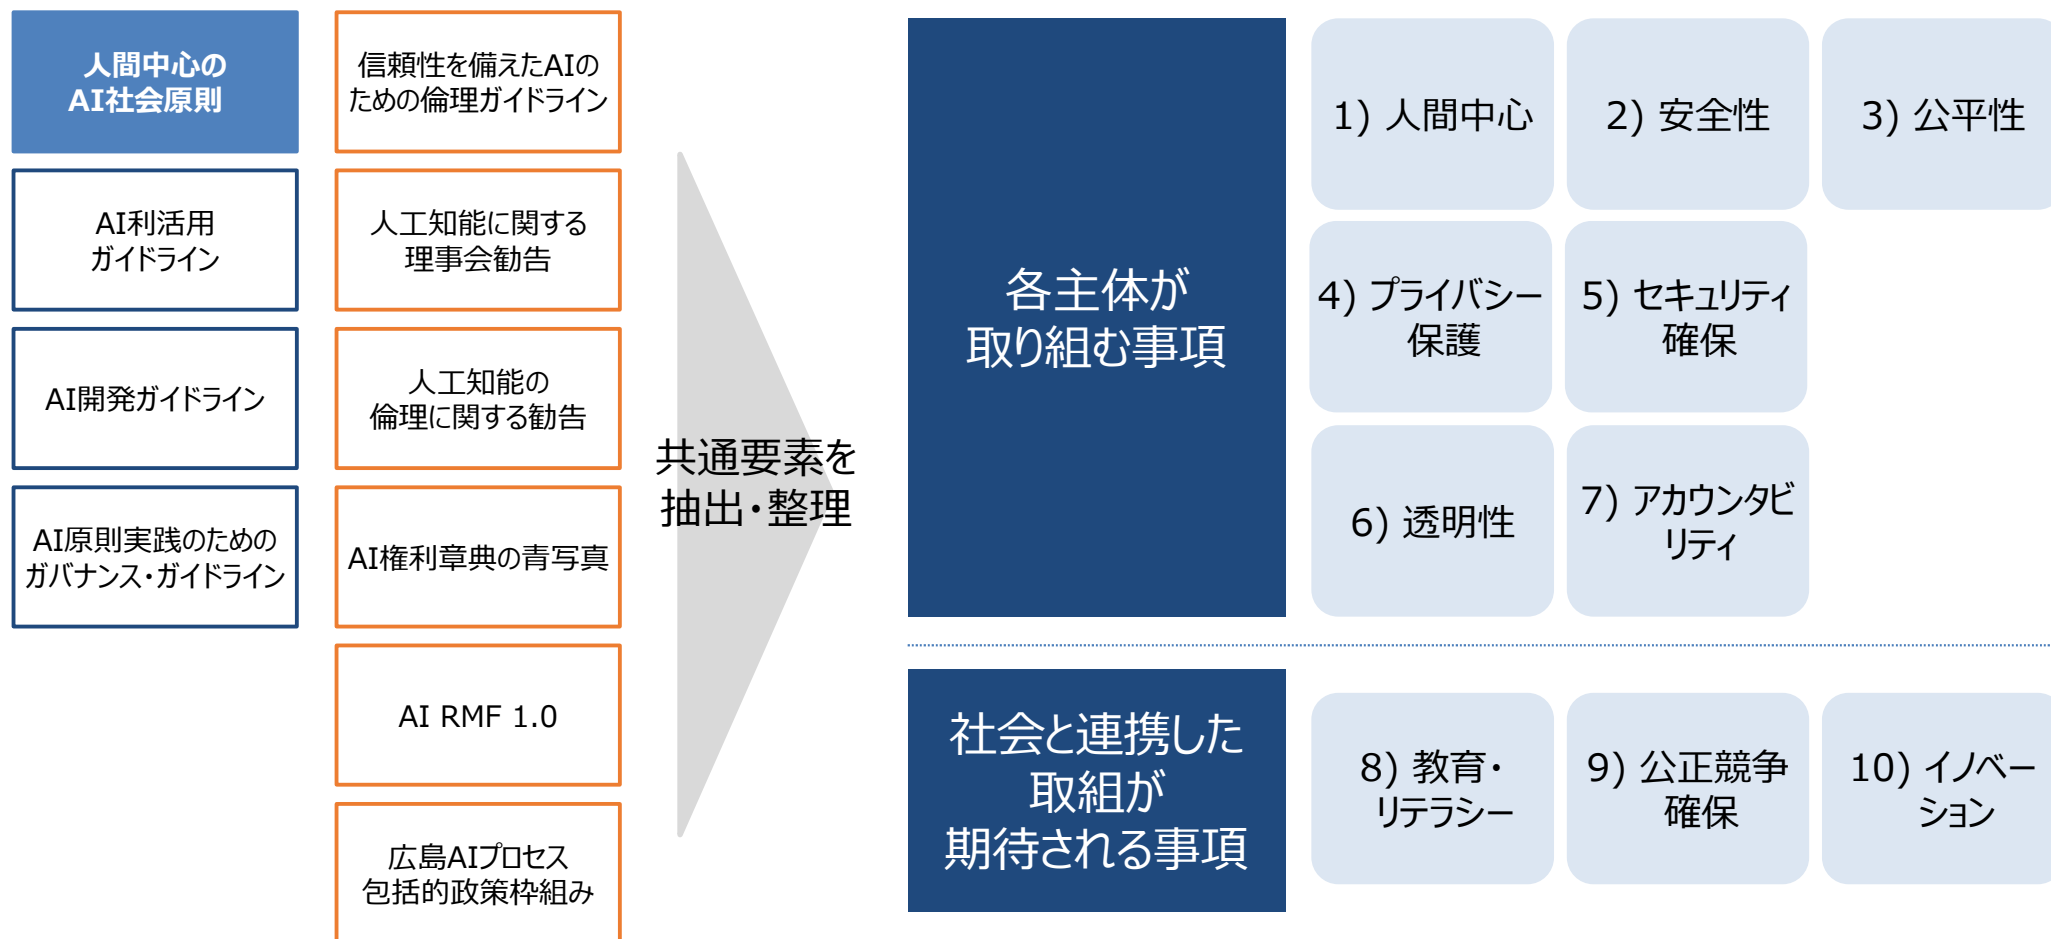 人間中心の
AI社会原則
AI利活用
ガイドライン
AI開発ガイドライン
AI原則実践のための
ガバナンス・ガイドライン
信頼性を備えたAIの
ための倫理ガイドライン
人工知能に関する
理事会勧告
人工知能の
倫理に関する勧告
AI権利章典の青写真
AI RMF 1.0
広島AIプロセス
包括的政策枠組み
共通要素を
抽出・整理
各主体が
取り組む事項
1) 人間中心
2) 安全性
3) 公平性
4) プライバシー
保護
5) セキュリティ
確保
6) 透明性
7) アカウンタビ
リティ
社会と連携した
取組が
期待される事項
8) 教育・
リテラシー
9) 公正競争
確保
10) イノベー
ション